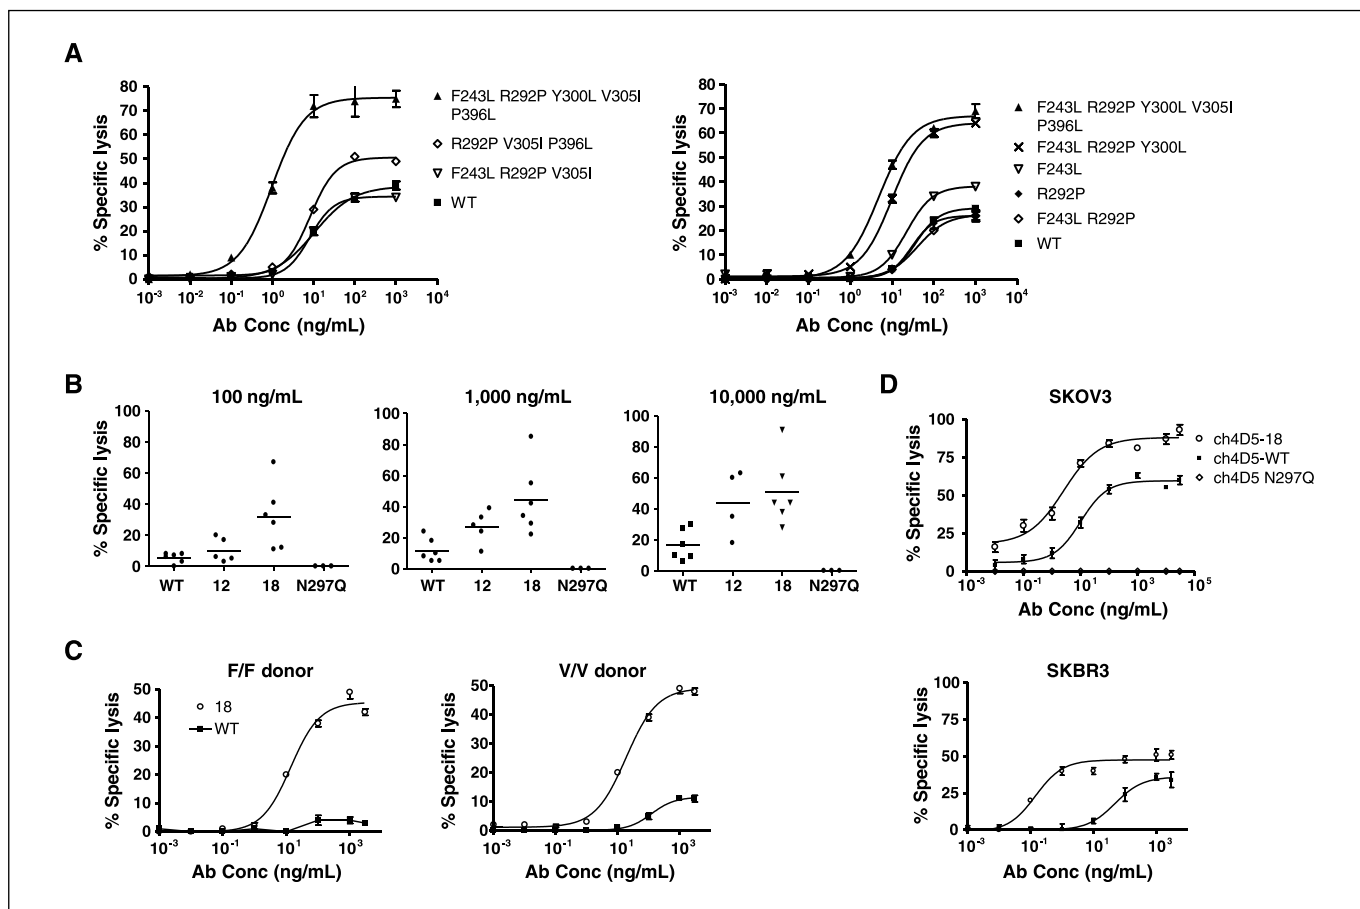 A
80
70
60
50
40
30
20
10
0
% Specific lysis
10-3 10-2 10-1 100 101 102 103 104
Ab Conc (ng/mL)
F243L R292P Y300L V305I
P396L
R292P V305I P396L
F243L R292P V305I
WT
80
70
60
50
40
30
20
10
0
% Specific lysis
10-3 10-2 10-1 100 101 102 103 104
Ab Conc (ng/mL)
F243L R292P Y300L V305I
P396L
F243L R292P Y300L
F243L
R292P
F243L R292P
WT
B
100 ng/mL
100
80
60
40
20
0
% Specific lysis
WT 12 18 N297Q
1,000 ng/mL
100
80
60
40
20
0
WT 12 18 N297Q
10,000 ng/mL
100
80
60
40
20
0
WT 12 18 N297Q
D
SKOV3
100
75
50
25
0
% Specific lysis
10-3 10-1 101 103 105
Ab Conc (ng/mL)
ch4D5-18
ch4D5-WT
ch4D5 N297Q
C
F/F donor
50
40
30
20
10
0
% Specific lysis
18
WT
10-3 10-1 101 103
Ab Conc (ng/mL)
V/V donor
50
40
30
20
10
0
% Specific lysis
10-3 10-1 101 103
Ab Conc (ng/mL)
SKBR3
100
75
50
25
0
% Specific lysis
10-3 10-1 101 103
Ab Conc (ng/mL)